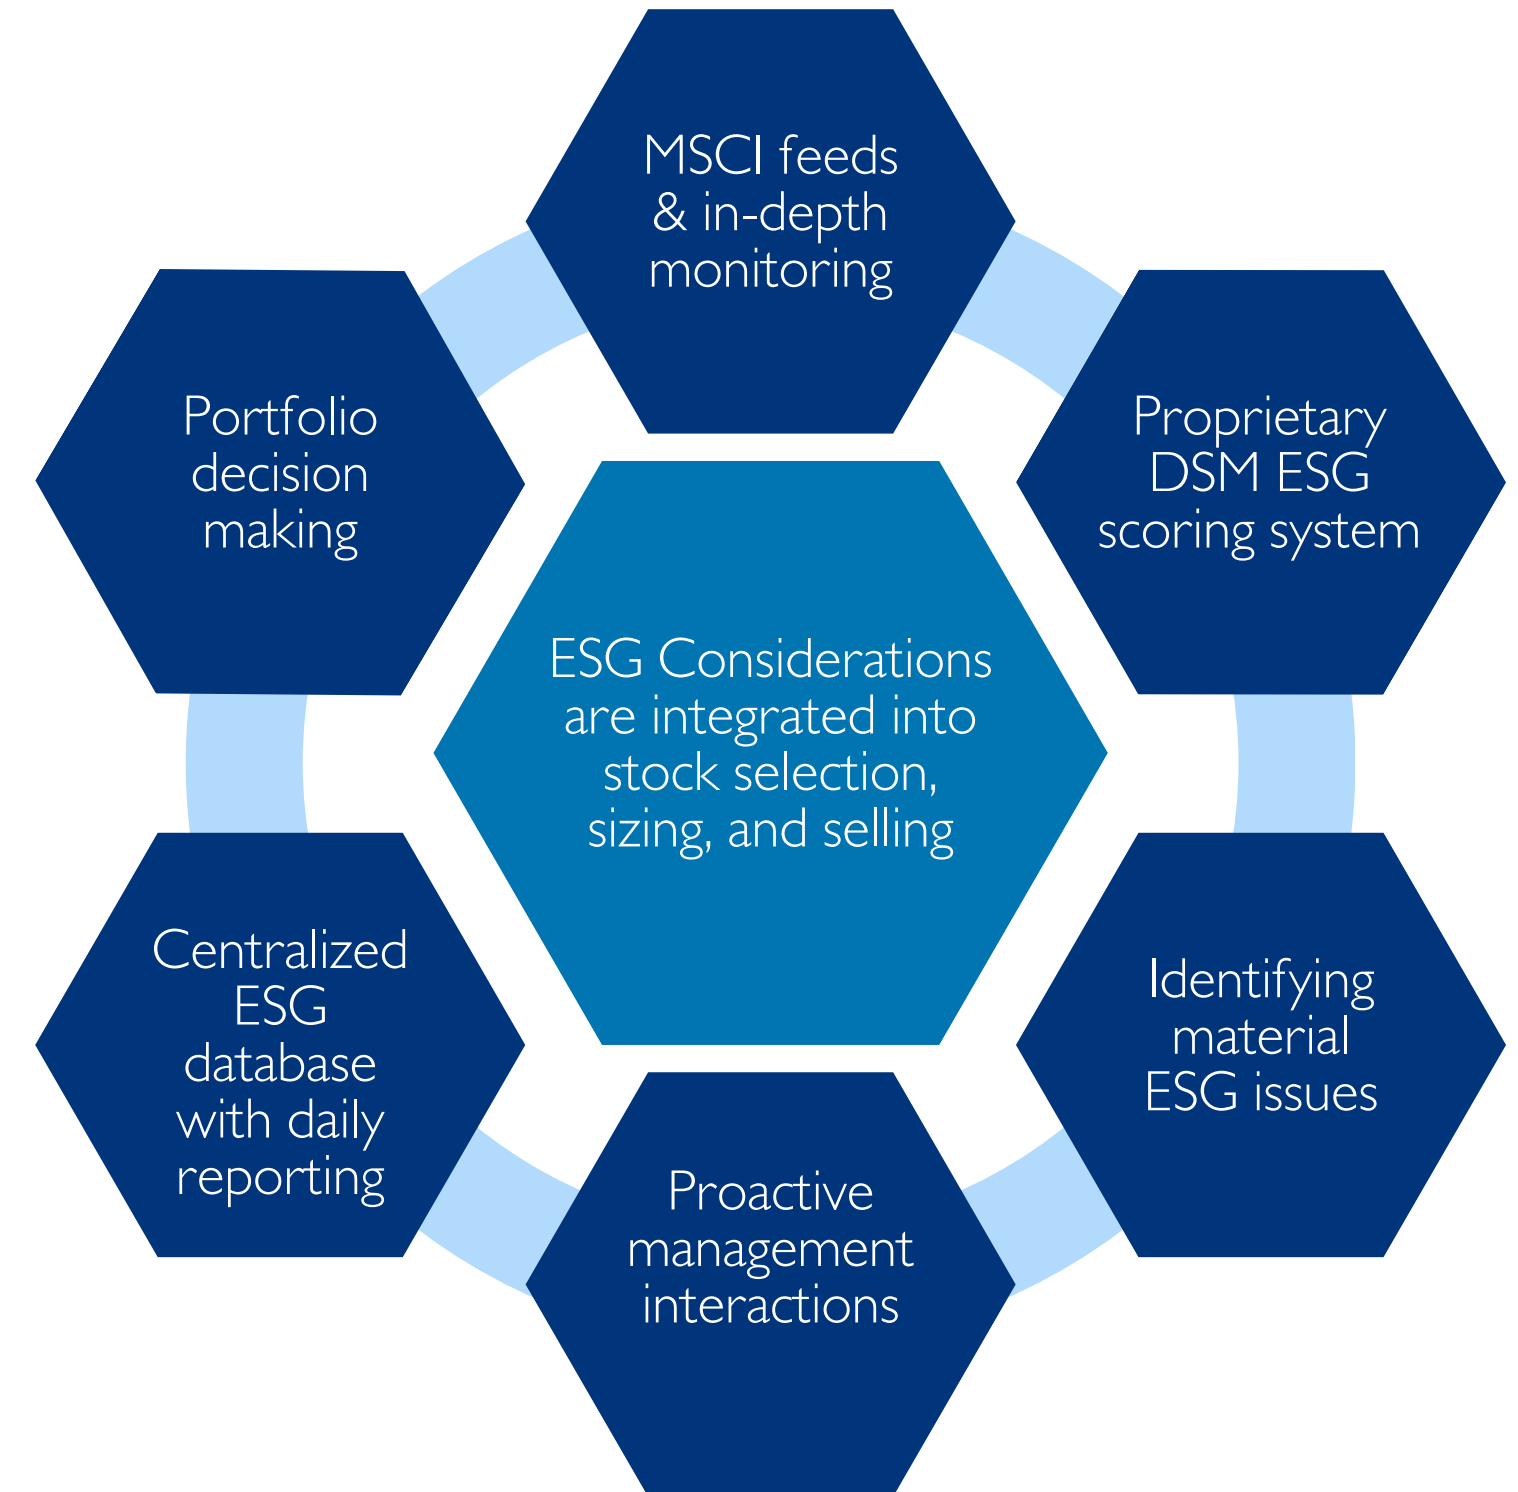 MSCI feeds
& in-depth
monitoring
Proprietary
DSM ESG
scoring system
Identifying
material
ESG issues
Proactive
management
interactions
Centralized
ESG
database
with daily
reporting
Portfolio
decision
making
ESG Considerations
are integrated into
stock selection,
sizing, and selling